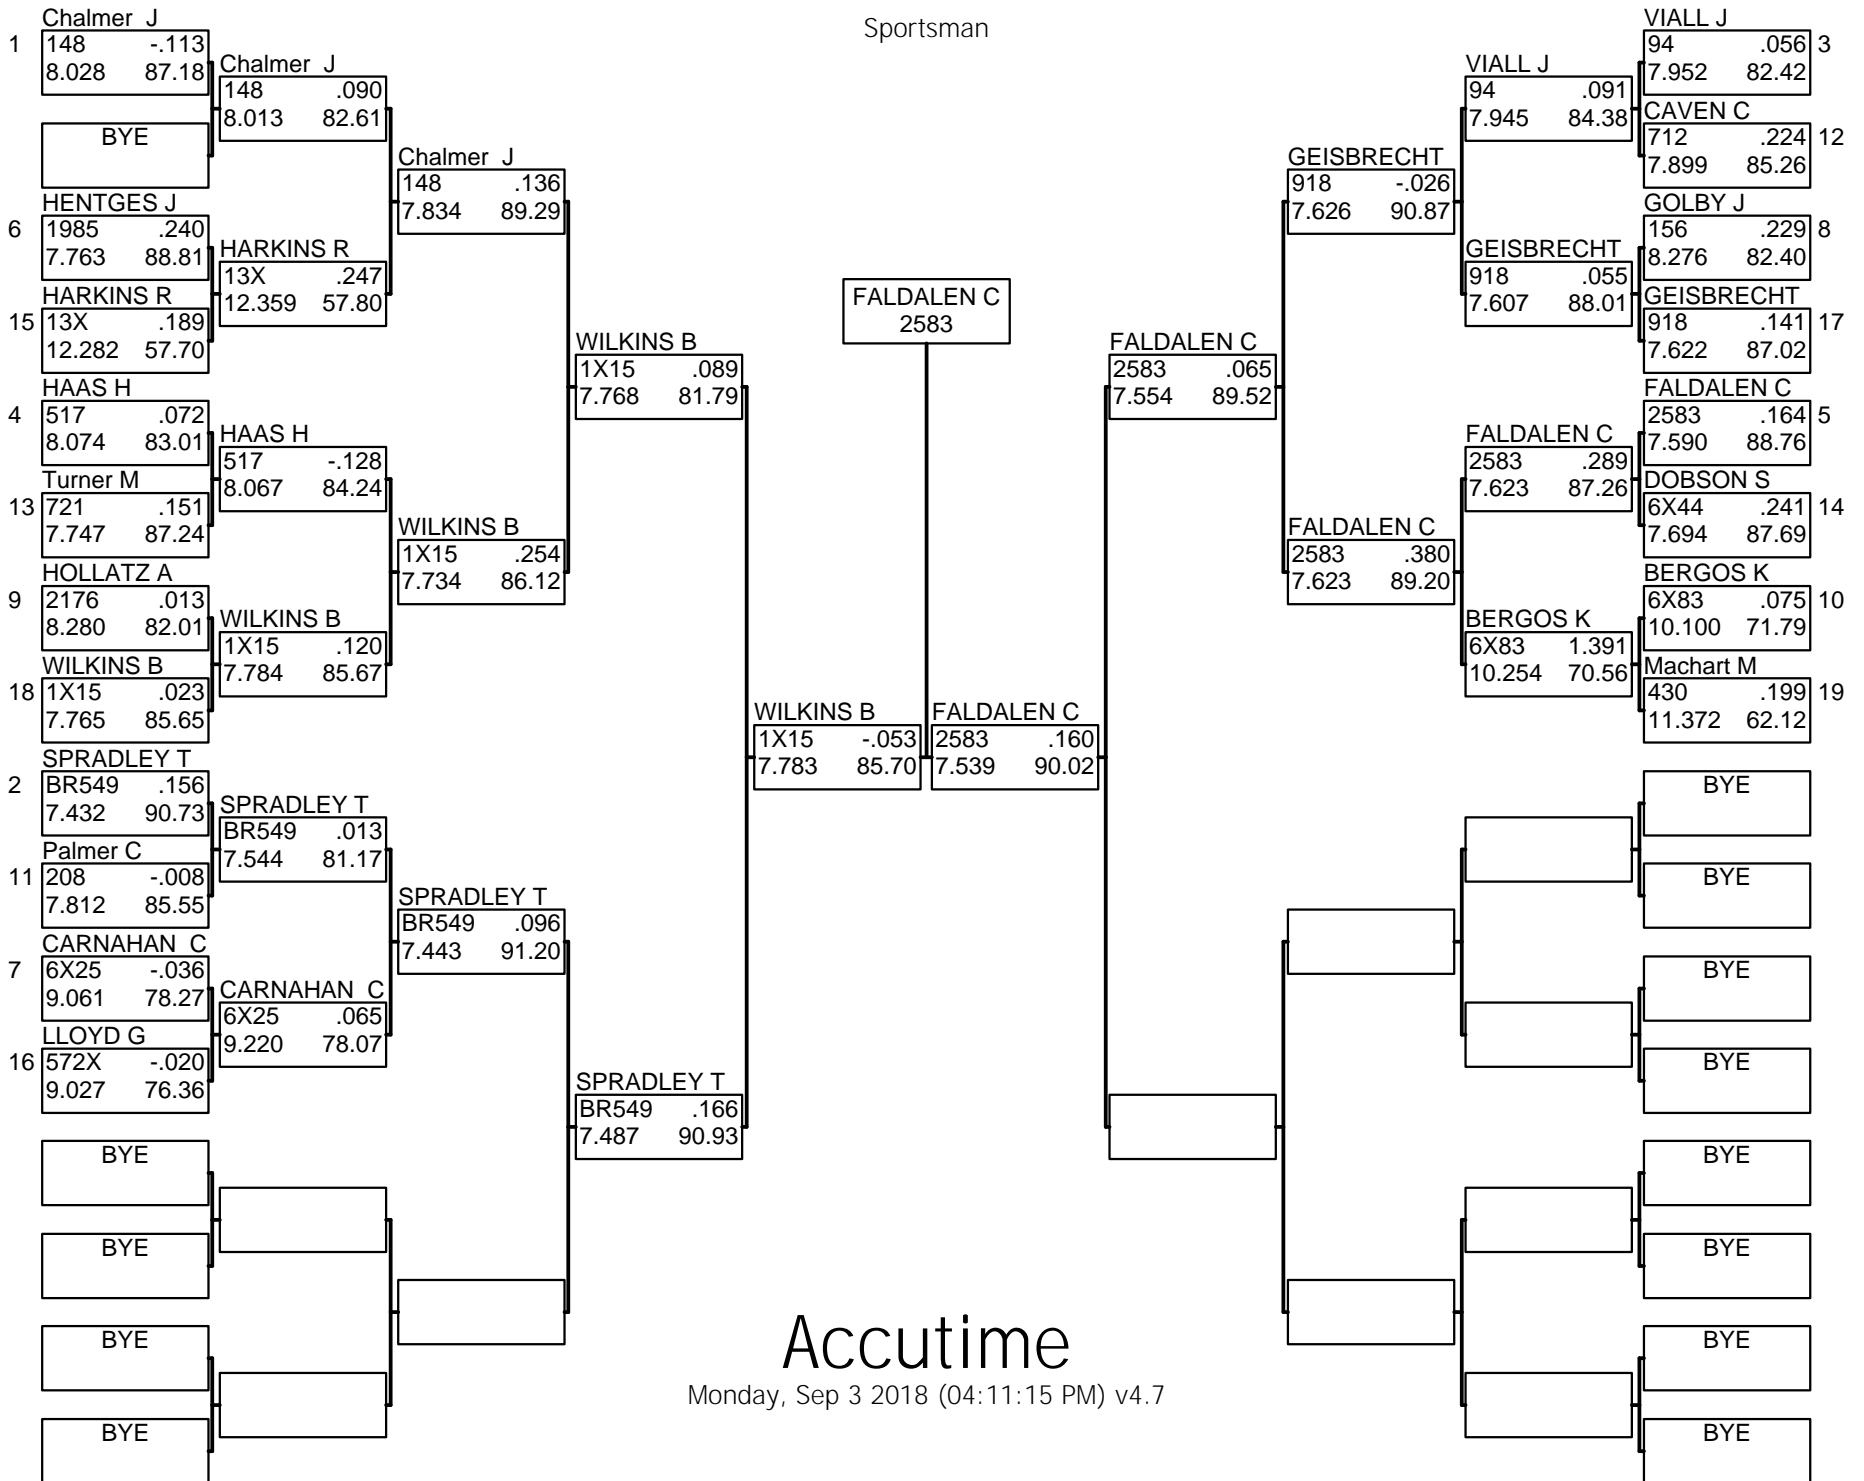 Sportsman
Chalmer  J
1
148 -.113
8.028 87.18
BYE
HENTGES J
6
1985 .240
7.763 88.81
HARKINS R
15
13X .189
12.282 57.70
HAAS H
4
517 .072
8.074 83.01
Turner M
13
721 .151
7.747 87.24
HOLLATZ A
9
2176 .013
8.280 82.01
WILKINS B
18
1X15 .023
7.765 85.65
SPRADLEY T
2
BR549 .156
7.432 90.73
Palmer C
11
208 -.008
7.812 85.55
CARNAHAN  C
7
6X25 -.036
9.061 78.27
LLOYD G
16
572X -.020
9.027 76.36
BYE
BYE
BYE
BYE
Chalmer  J
148 .090
8.013 82.61
HARKINS R
13X .247
12.359 57.80
HAAS H
517 -.128
8.067 84.24
WILKINS B
1X15 .120
7.784 85.67
SPRADLEY T
BR549 .013
7.544 81.17
CARNAHAN  C
6X25 .065
9.220 78.07
Chalmer  J
148 .136
7.834 89.29
WILKINS B
1X15 .254
7.734 86.12
SPRADLEY T
BR549 .096
7.443 91.20
WILKINS B
1X15 .089
7.768 81.79
SPRADLEY T
BR549 .166
7.487 90.93
WILKINS B
1X15 -.053
7.783 85.70
FALDALEN C
2583
FALDALEN C
2583 .160
7.539 90.02
FALDALEN C
2583 .065
7.554 89.52
GEISBRECHT
918 -.026
7.626 90.87
FALDALEN C
2583 .380
7.623 89.20
VIALL J
94 .091
7.945 84.38
GEISBRECHT
918 .055
7.607 88.01
FALDALEN C
2583 .289
7.623 87.26
BERGOS K
6X83 1.391
10.254 70.56
VIALL J
94 .056 3
7.952 82.42
CAVEN C
712 .224 12
7.899 85.26
GOLBY J
156 .229 8
8.276 82.40
GEISBRECHT
918 .141 17
7.622 87.02
FALDALEN C
2583 .164 5
7.590 88.76
DOBSON S
6X44 .241 14
7.694 87.69
BERGOS K
6X83 .075 10
10.100 71.79
Machart M
430 .199 19
11.372 62.12
BYE
BYE
BYE
BYE
BYE
BYE
BYE
BYE
Accutime
Monday, Sep 3 2018 (04:11:15 PM) v4.7